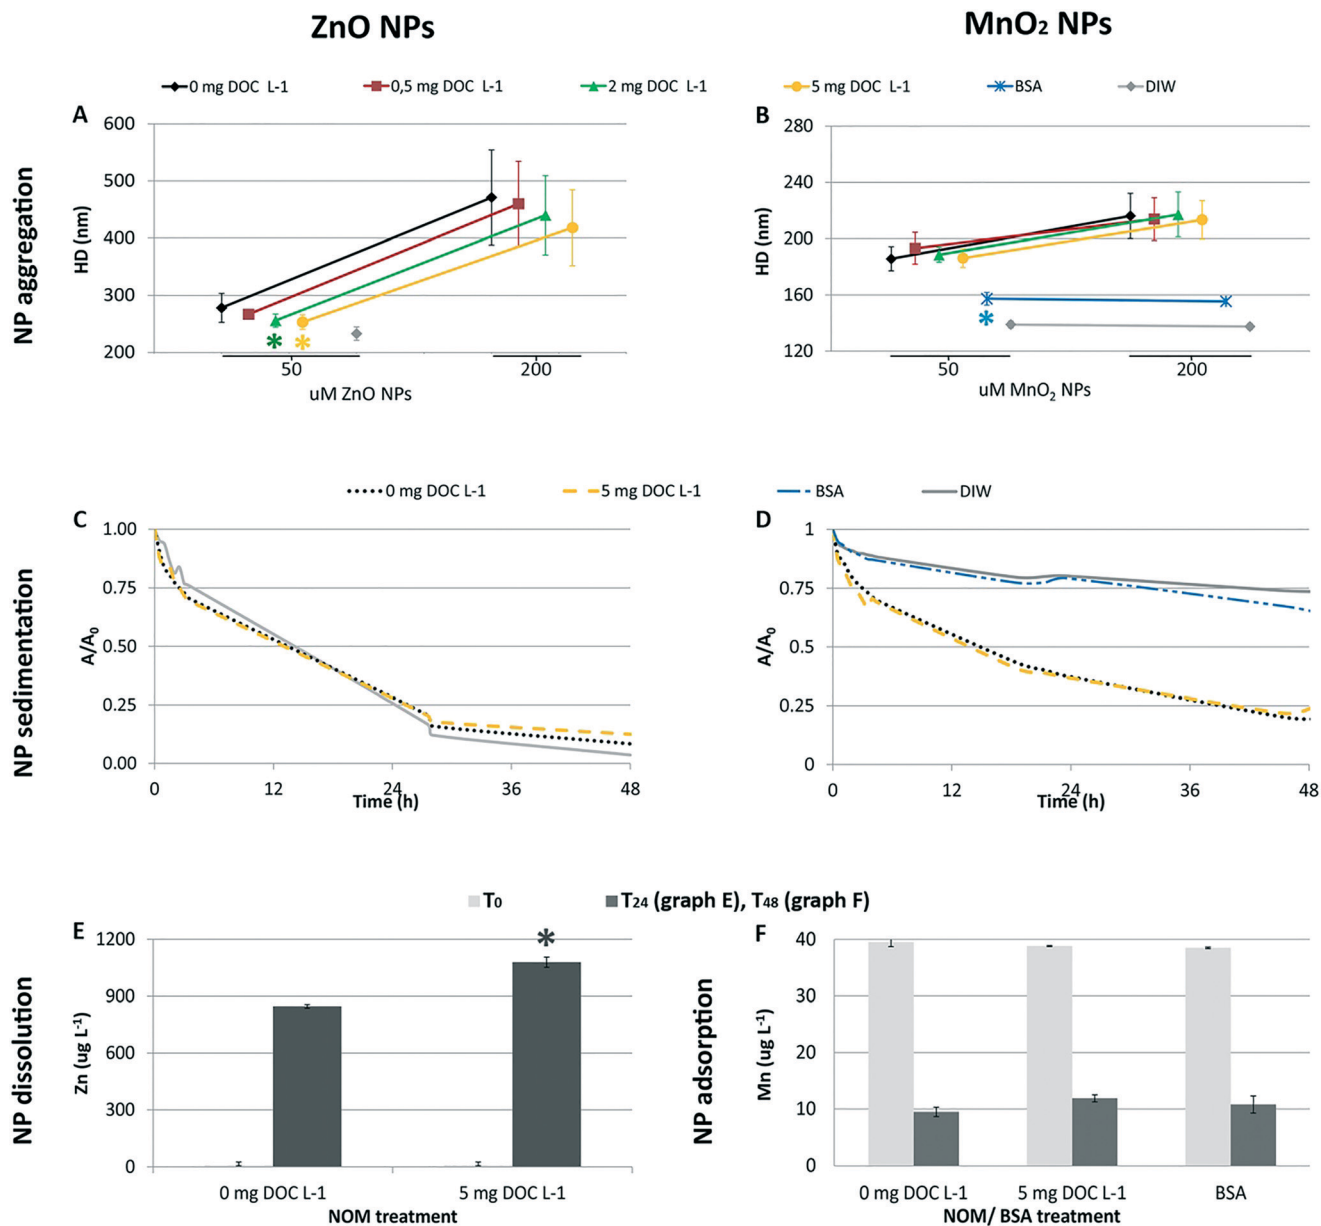 ZnO NPs
MnO₂ NPs
0 mg DOC L-1
0,5 mg DOC L-1
2 mg DOC L-1
5 mg DOC L-1
BSA
DIW
NP aggregation
A
600
500
400
300
200
HD (nm)
50
200
uM ZnO NPs
B
280
240
200
160
120
HD (nm)
50
200
uM MnO₂ NPs
*
*
*
0 mg DOC L-1
5 mg DOC L-1
BSA
DIW
NP sedimentation
C
1.00
0.75
0.50
0.25
0.00
A/A₀
0
12
24
36
48
Time (h)
D
1
0.75
0.5
0.25
0
A/A₀
0
12
24
36
48
Time (h)
T₀
T₂₄ (graph E), T₄₈ (graph F)
NP dissolution
E
1200
900
600
300
0
Zn (ug L⁻¹)
*
0 mg DOC L-1
5 mg DOC L-1
NOM treatment
NP adsorption
F
40
30
20
10
0
Mn (ug L⁻¹)
0 mg DOC L-1
5 mg DOC L-1
BSA
NOM/ BSA treatment